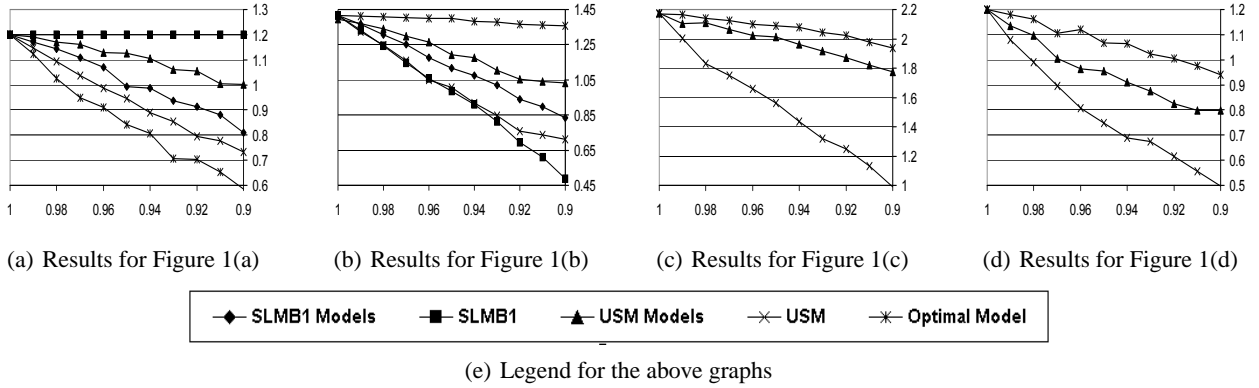 1.3
1.2
1.1
1
0.9
0.8
0.7
0.6
1 0.98 0.96 0.94 0.92 0.9
(a) Results for Figure 1(a)
1.45
1.25
1.05
0.85
0.65
0.45
1 0.98 0.96 0.94 0.92 0.9
(b) Results for Figure 1(b)
2.2
2
1.8
1.6
1.4
1.2
1
1 0.98 0.96 0.94 0.92 0.9
(c) Results for Figure 1(c)
1.2
1.1
1
0.9
0.8
0.7
0.6
0.5
1 0.98 0.96 0.94 0.92 0.9
(d) Results for Figure 1(d)
SLMB1 Models SLMB1 USM Models USM Optimal Model
(e) Legend for the above graphs